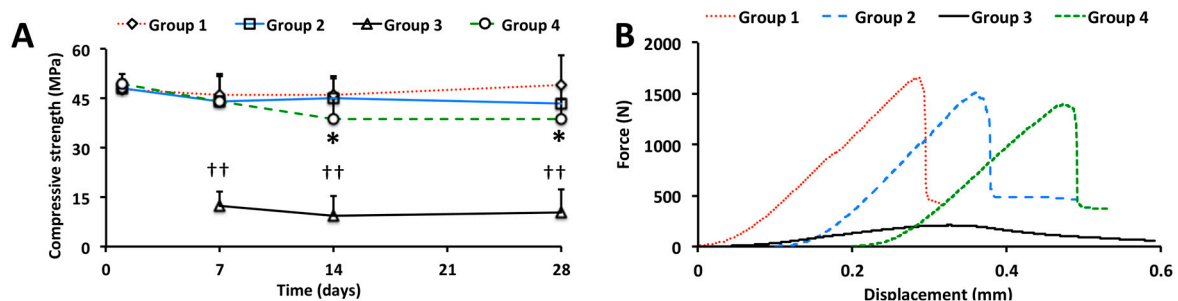 A
Group 1 Group 2 Group 3 Group 4
Compressive strength (MPa)
60
45
30
15
0
* *
†† †† ††
0 7 14 21 28
Time (days)
B
Group 1 Group 2 Group 3 Group 4
Force (N)
2000
1500
1000
500
0
0 0.2 0.4 0.6
Displacement (mm)